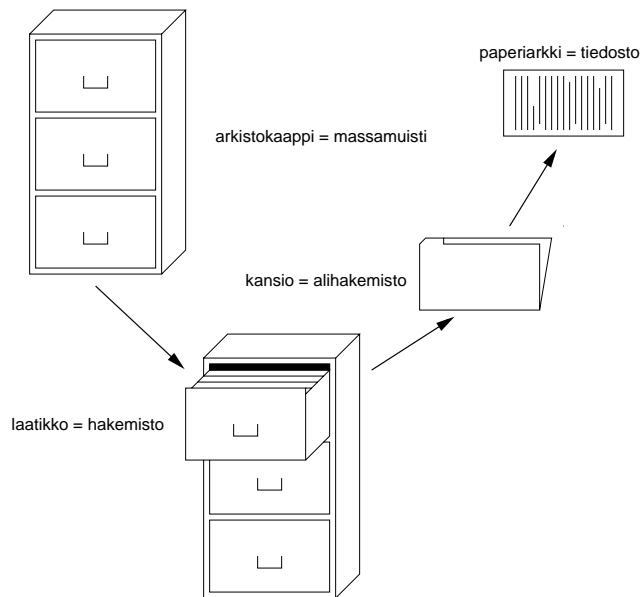 paperiarkki = tiedosto
arkistokaappi = massamuisti
kansio = alihakemisto
laatikko = hakemisto